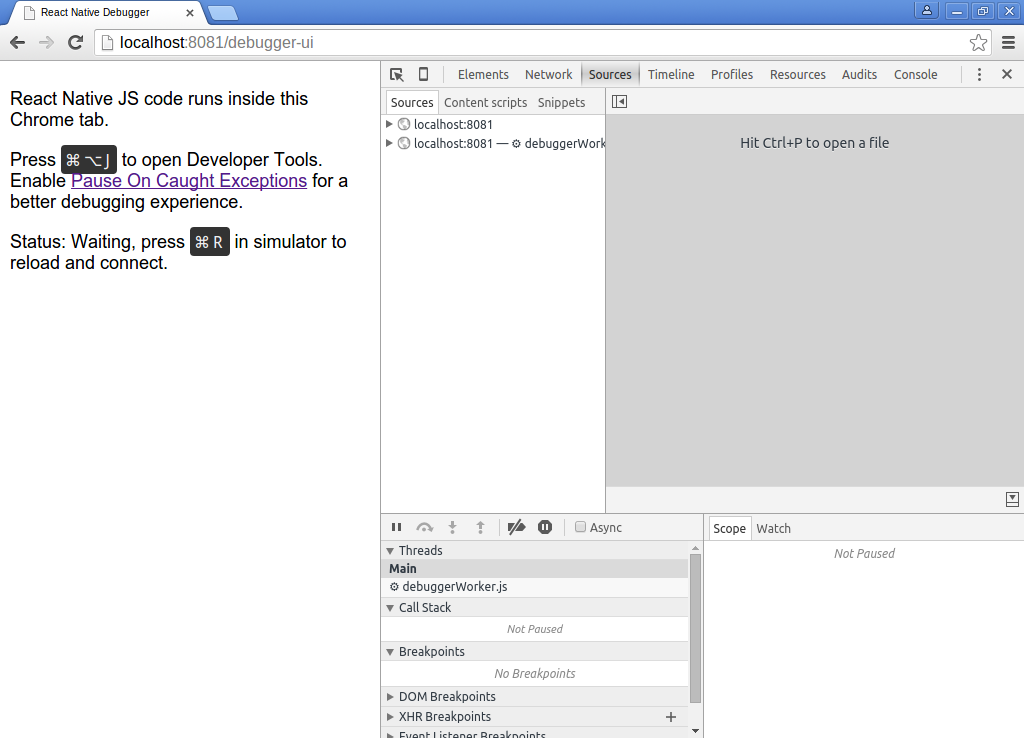 React Native Debugger
localhost:8081/debugger-ui
React Native JS code runs inside this
Chrome tab.
Press ⌘⌥J to open Developer Tools.
Enable Pause On Caught Exceptions for a
better debugging experience.
Status: Waiting, press ⌘R in simulator to
reload and connect.
Elements Network Sources Timeline Profiles Resources Audits Console
Sources Content scripts Snippets
localhost:8081
localhost:8081 — debuggerWork
Hit Ctrl+P to open a file
Async
Threads
Main
debuggerWorker.js
Call Stack
Not Paused
Breakpoints
No Breakpoints
DOM Breakpoints
XHR Breakpoints
Event Listener Breakpoints
Scope Watch
Not Paused